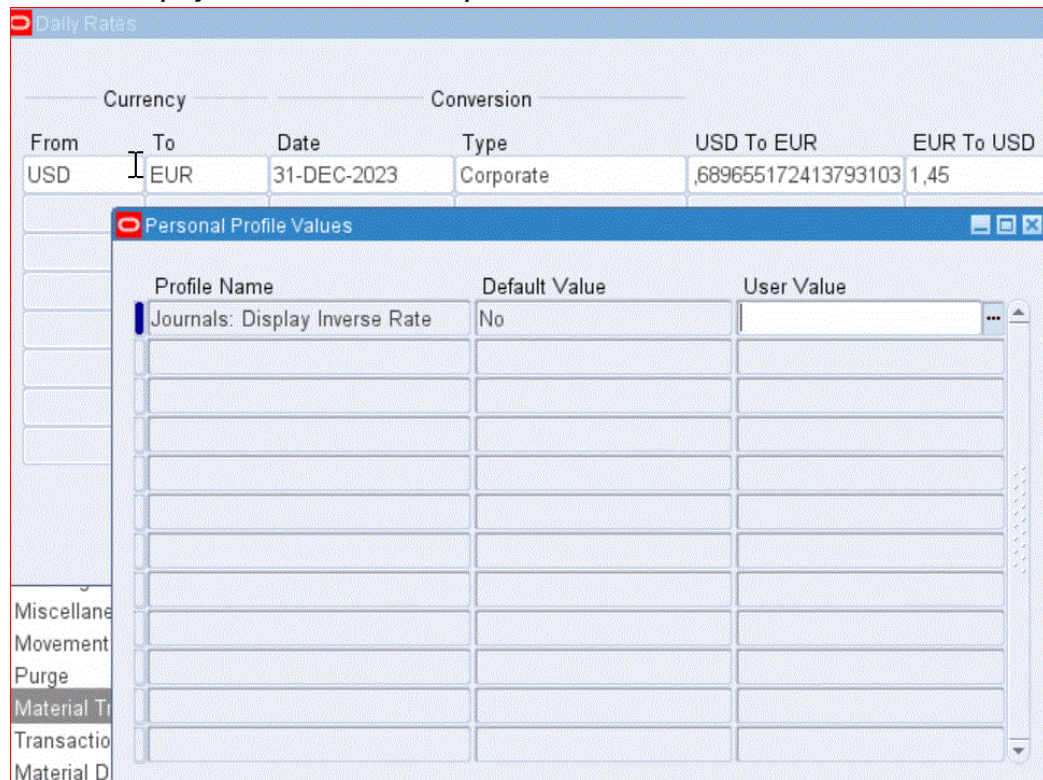 Daily Rates
Currency Conversion
From To Date Type USD To EUR EUR To USD
USD EUR 31-DEC-2023 Corporate ,689655172413793103 1,45
Personal Profile Values
Profile Name Default Value User Value
Journals: Display Inverse Rate No
Miscellane
Movement
Purge
Material Tr
Transactio
Material D